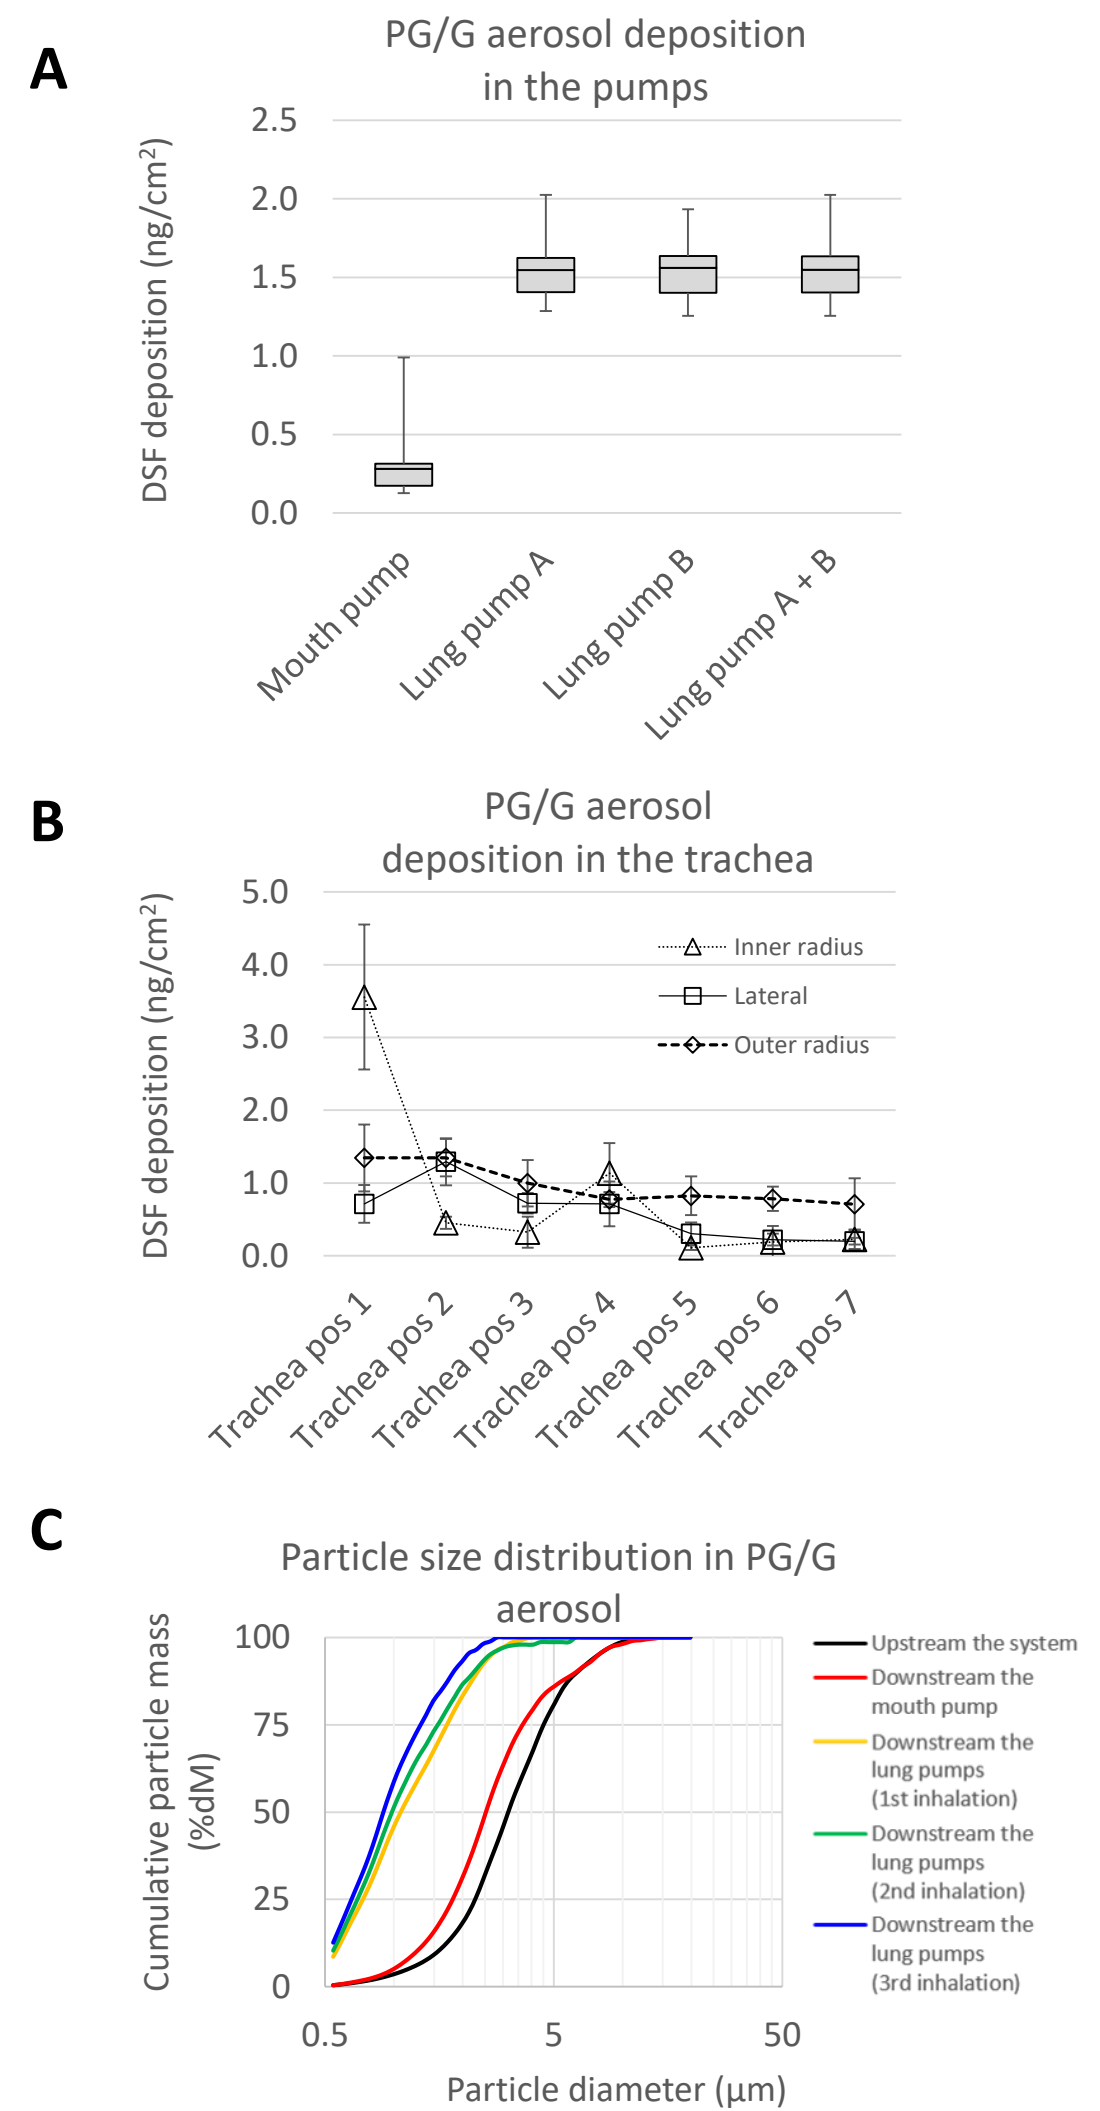 A
PG/G aerosol deposition
in the pumps
DSF deposition (ng/cm²)
2.5
2.0
1.5
1.0
0.5
0.0
Mouth pump
Lung pump A
Lung pump B
Lung pump A + B
B
PG/G aerosol
deposition in the trachea
DSF deposition (ng/cm²)
5.0
4.0
3.0
2.0
1.0
0.0
Inner radius
Lateral
Outer radius
Trachea pos 1
Trachea pos 2
Trachea pos 3
Trachea pos 4
Trachea pos 5
Trachea pos 6
Trachea pos 7
C
Particle size distribution in PG/G
aerosol
Cumulative particle mass
(%dM)
100
75
50
25
0
0.5
5
50
Particle diameter (µm)
Upstream the system
Downstream the
mouth pump
Downstream the
lung pumps
(1st inhalation)
Downstream the
lung pumps
(2nd inhalation)
Downstream the
lung pumps
(3rd inhalation)